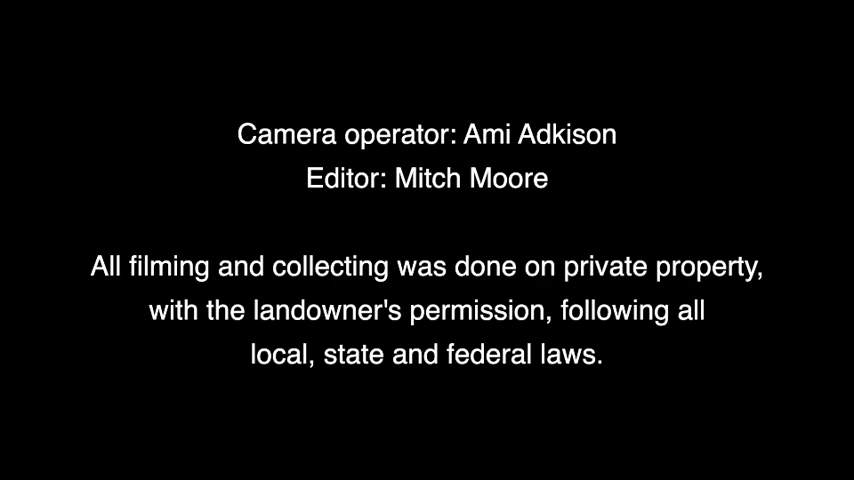 Camera operator: Ami Adkison
Editor: Mitch Moore
All filming and collecting was done on private property,
with the landowner's permission, following all
local, state and federal laws.